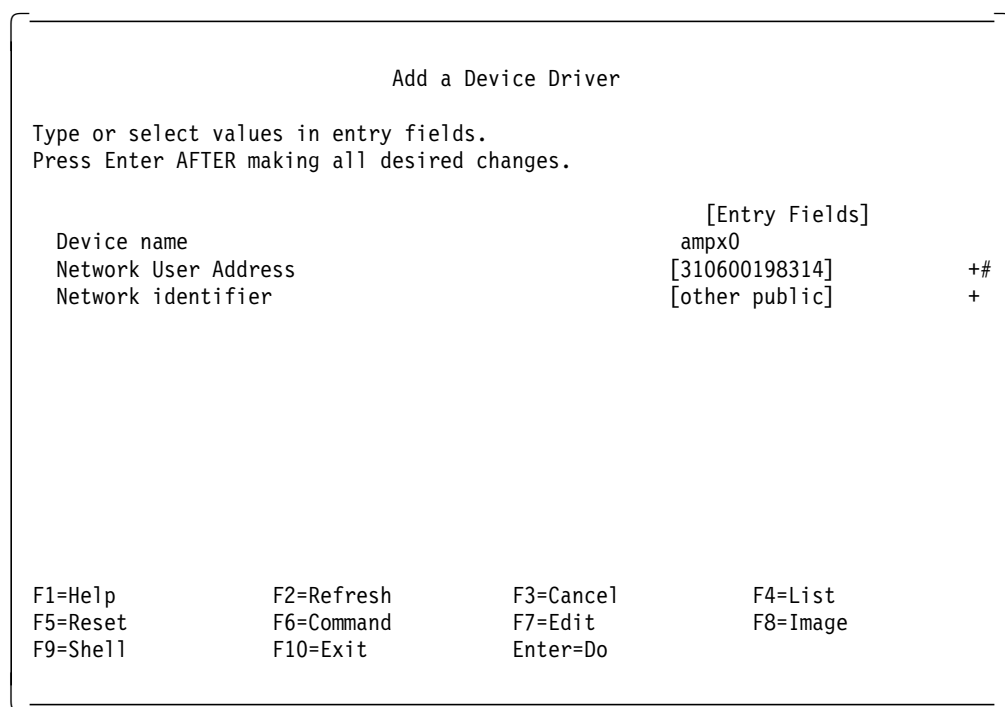 Add a Device Driver
Type or select values in entry fields.
Press Enter AFTER making all desired changes.
[Entry Fields]
Device name ampx0
Network User Address [310600198314] +#
Network identifier [other public] +
F1=Help F2=Refresh F3=Cancel F4=List
F5=Reset F6=Command F7=Edit F8=Image
F9=Shell F10=Exit Enter=Do